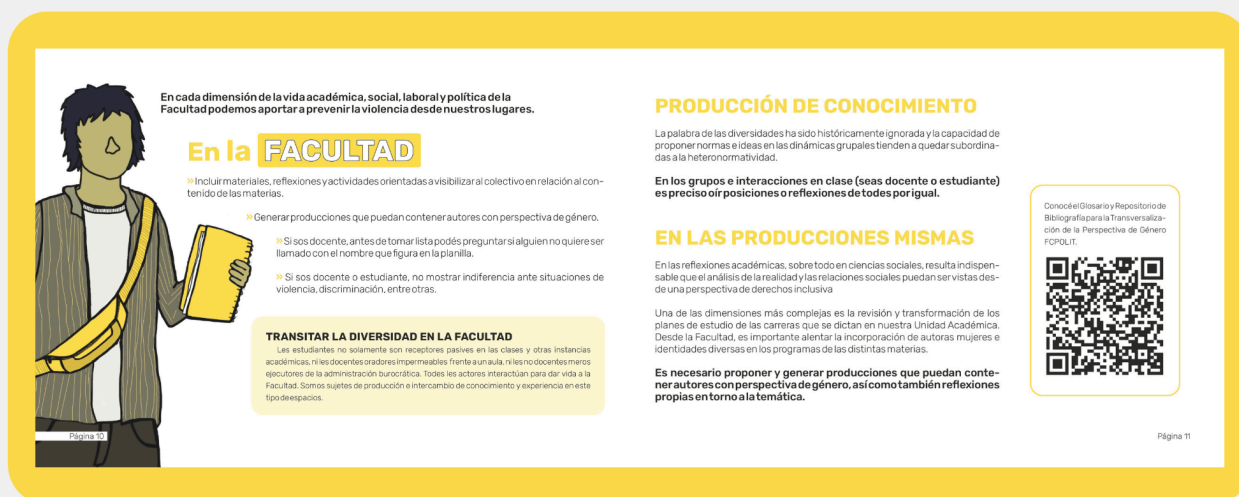 En cada dimensión de la vida académica, social, laboral y política de la
Facultad podemos aportar a prevenir la violencia desde nuestros lugares.
En la FACULTAD
» Incluir materiales, reflexiones y actividades orientadas a visibilizar al colectivo en relación al con-
tenido de las materias.
» Generar producciones que puedan contener autores con perspectiva de género.
» Si sos docente, antes de tomar lista podés preguntar si alguien no quiere ser
llamado con el nombre que figura en la planilla.
» Si sos docente o estudiante, no mostrar indiferencia ante situaciones de
violencia, discriminación, entre otras.
TRANSITAR LA DIVERSIDAD EN LA FACULTAD
Les estudiantes no solamente son receptores pasives en las clases y otras instancias
académicas, ni les docentes oradores impermeables frente a un aula, ni les no docentes meros
ejecutores de la administración burocrática. Todes les actores interactúan para dar vida a la
Facultad. Somos sujetes de producción e intercambio de conocimiento y experiencia en este
tipo de espacios.
Página 10
PRODUCCIÓN DE CONOCIMIENTO
La palabra de las diversidades ha sido históricamente ignorada y la capacidad de
proponer normas e ideas en las dinámicas grupales tienden a quedar subordina-
das a la heteronormatividad.
En los grupos e interacciones en clase (seas docente o estudiante)
es preciso oír posiciones o reflexiones de todes por igual.
EN LAS PRODUCCIONES MISMAS
En las reflexiones académicas, sobre todo en ciencias sociales, resulta indispen-
sable que el análisis de la realidad y las relaciones sociales puedan ser vistas des-
de una perspectiva de derechos inclusiva
Una de las dimensiones más complejas es la revisión y transformación de los
planes de estudio de las carreras que se dictan en nuestra Unidad Académica.
Desde la Facultad, es importante alentar la incorporación de autoras mujeres e
identidades diversas en los programas de las distintas materias.
Es necesario proponer y generar producciones que puedan conte-
ner autores con perspectiva de género, así como también reflexiones
propias en torno a la temática.
Conocé el Glosario y Repositorio de
Bibliografía para la Transversaliza-
ción de la Perspectiva de Género
FCPOLIT.
Página 11